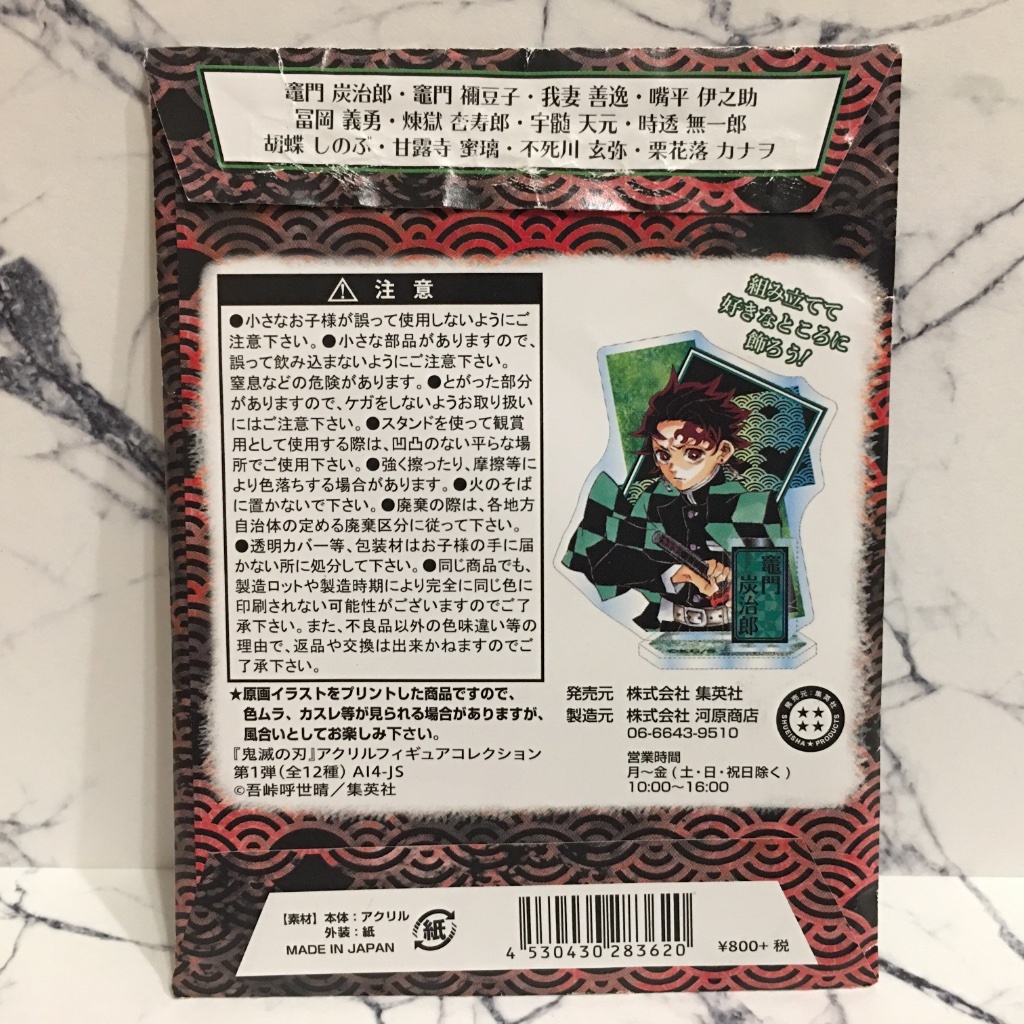 竈門 炭治郎・竈門 禰豆子・我妻 善逸・嘴平 伊之助
冨岡 義勇・煉獄 杏寿郎・宇髄 天元・時透 無一郎
胡蝶 しのぶ・甘露寺 蜜璃・不死川 玄弥・栗花落 カナヲ
⚠ 注意
●小さなお子様が誤って使用しないようにご
注意下さい。●小さな部品がありますので、
誤って飲み込まないようにご注意下さい。
窒息などの危険があります。●とがった部分
がありますので、ケガをしないようお取り扱い
にはご注意下さい。●スタンドを使って観賞
用として使用する際は、凹凸のない平らな場
所でご使用下さい。●強く擦ったり、摩擦等に
より色落ちする場合があります。●火のそば
に置かないで下さい。●廃棄の際は、各地方
自治体の定める廃棄区分に従って下さい。
●透明カバー等、包装材はお子様の手に届
かない所に処分して下さい。●同じ商品でも、
製造ロットや製造時期により完全に同じ色に
印刷されない可能性がございますのでご了
承下さい。また、不良品以外の色味違い等の
理由で、返品や交換は出来かねますのでご
了承下さい。
★原画イラストをプリントした商品ですので、
色ムラ、カスレ等が見られる場合がありますが、
風合いとしてお楽しみ下さい。
『鬼滅の刃』アクリルフィギュアコレクション
第1弾(全12種) AI4-JS
©吾峠呼世晴／集英社
組み立てて
好きなところに
飾ろう!
竈門
炭治郎
©K.G/S
発売元 株式会社 集英社
製造元 株式会社 河原商店
06-6643-9510
営業時間
月〜金(土・日・祝日除く)
10:00〜16:00
発売元:集英社
SHUEISHA★PRODUCTS
【素材】本体：アクリル
外装：紙
MADE IN JAPAN
紙
4 530430 283620
¥800+税